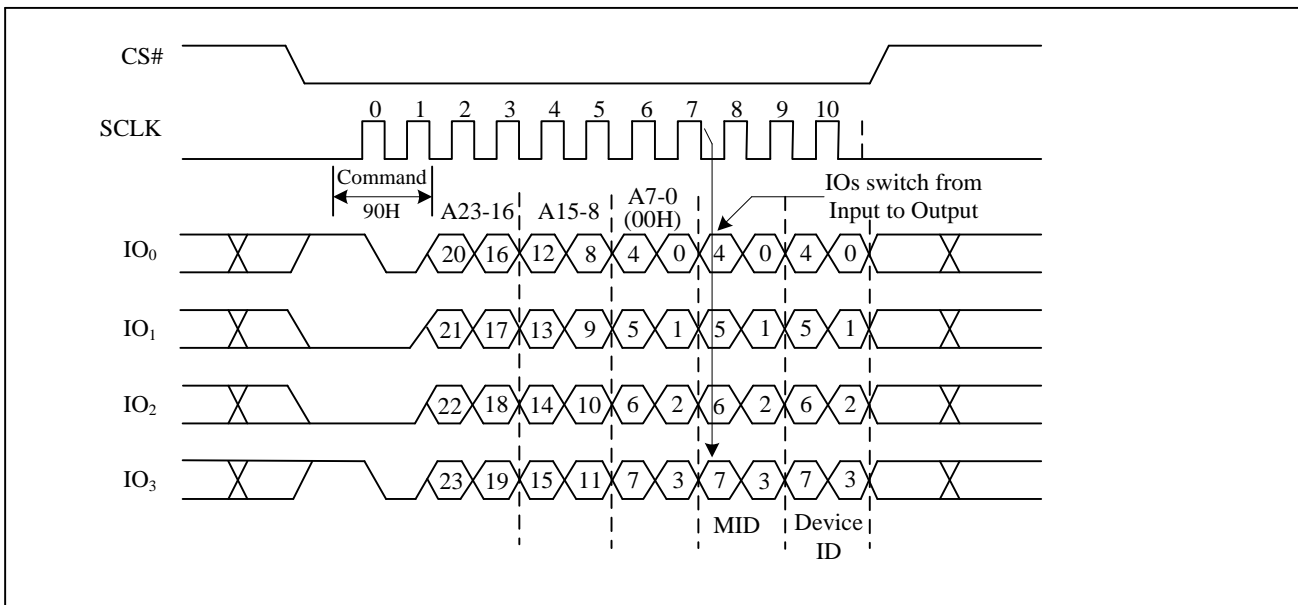 CS#
0 1 2 3 4 5 6 7 8 9 10
SCLK
Command
90H
A23-16 A15-8 A7-0
(00H)
IOs switch from
Input to Output
IO0 20 16 12 8 4 0 4 0 4 0
IO1 21 17 13 9 5 1 5 1 5 1
IO2 22 18 14 10 6 2 6 2 6 2
IO3 23 19 15 11 7 3 7 3 7 3
MID
Device
ID